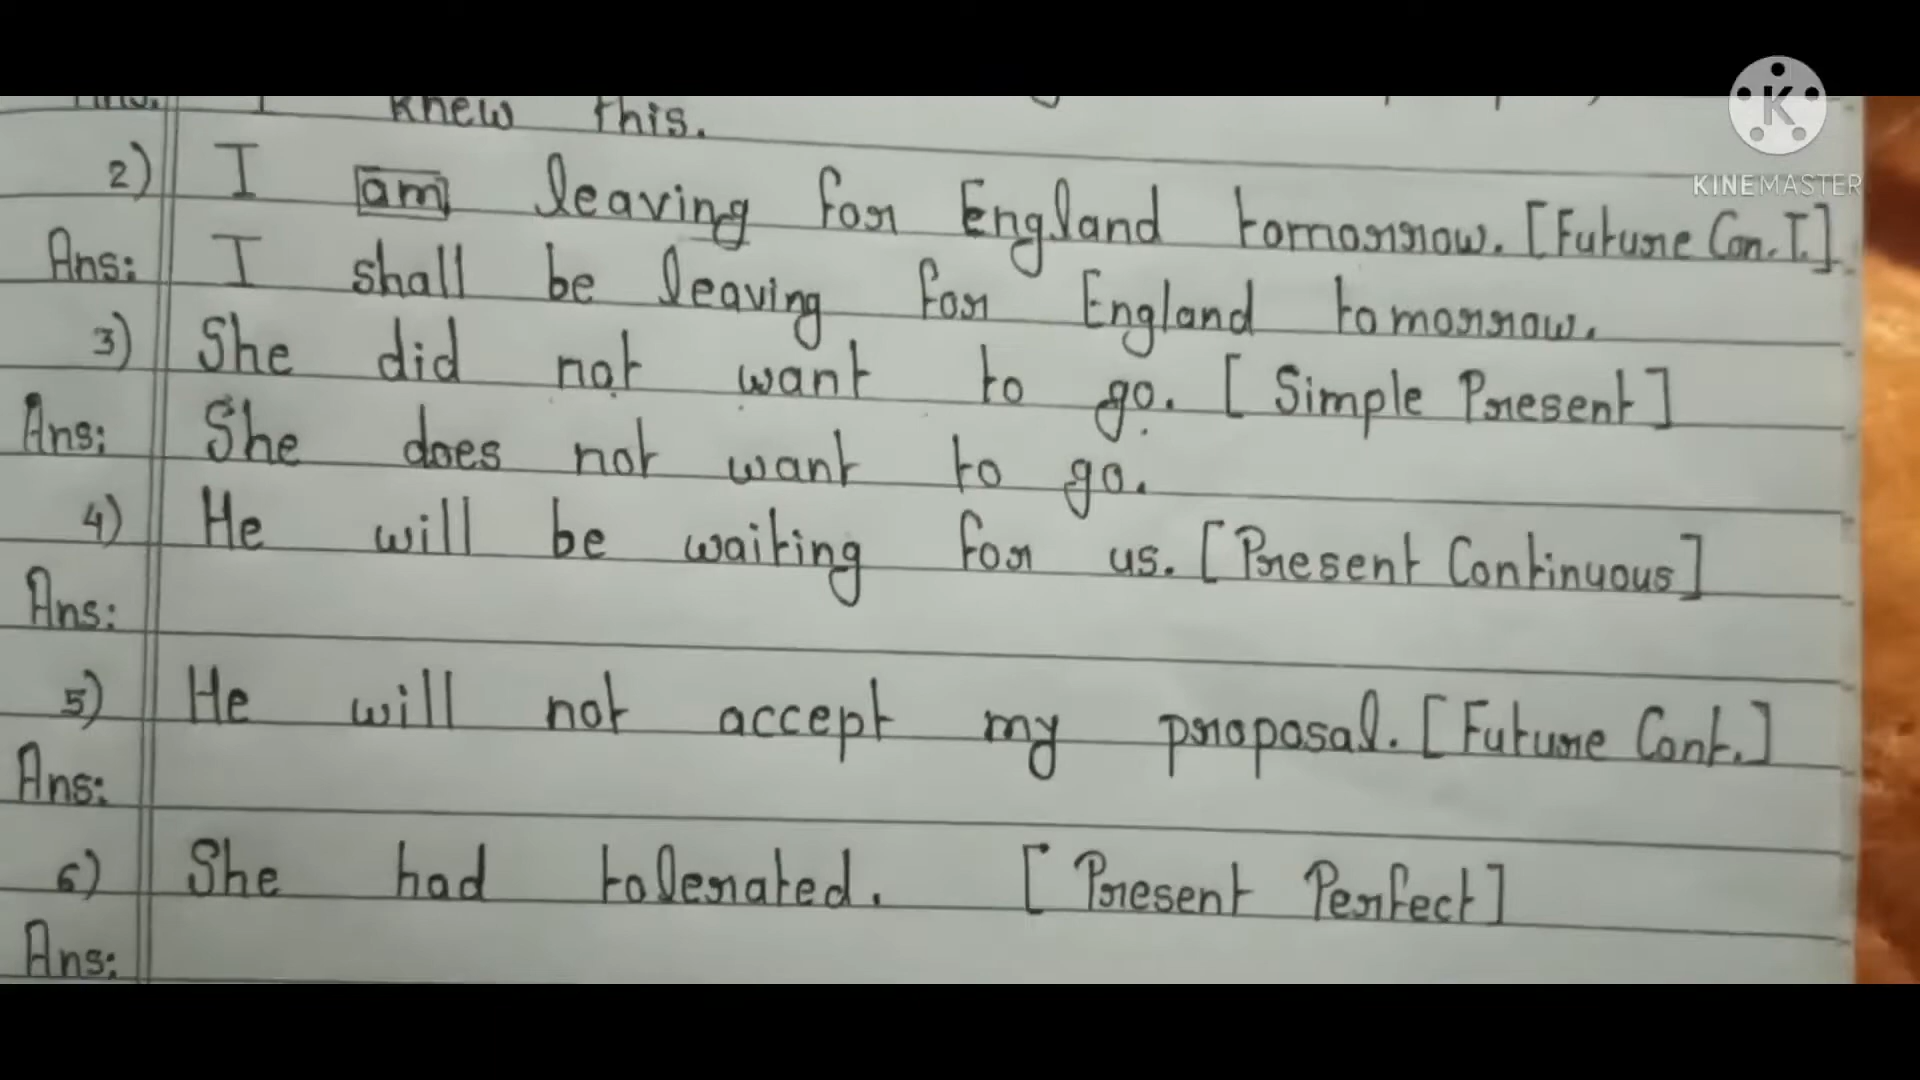 knew this.
2) I am leaving for England tomorrow. [Future Con.T.]
Ans: I shall be leaving for England tomorrow.
3) She did not want to go. [Simple Present]
Ans: She does not want to go.
4) He will be waiting for us. [Present Continuous]
Ans:
5) He will not accept my proposal. [Future Cont.]
Ans:
6) She had tolerated. [Present Perfect]
Ans:
KINEMASTER